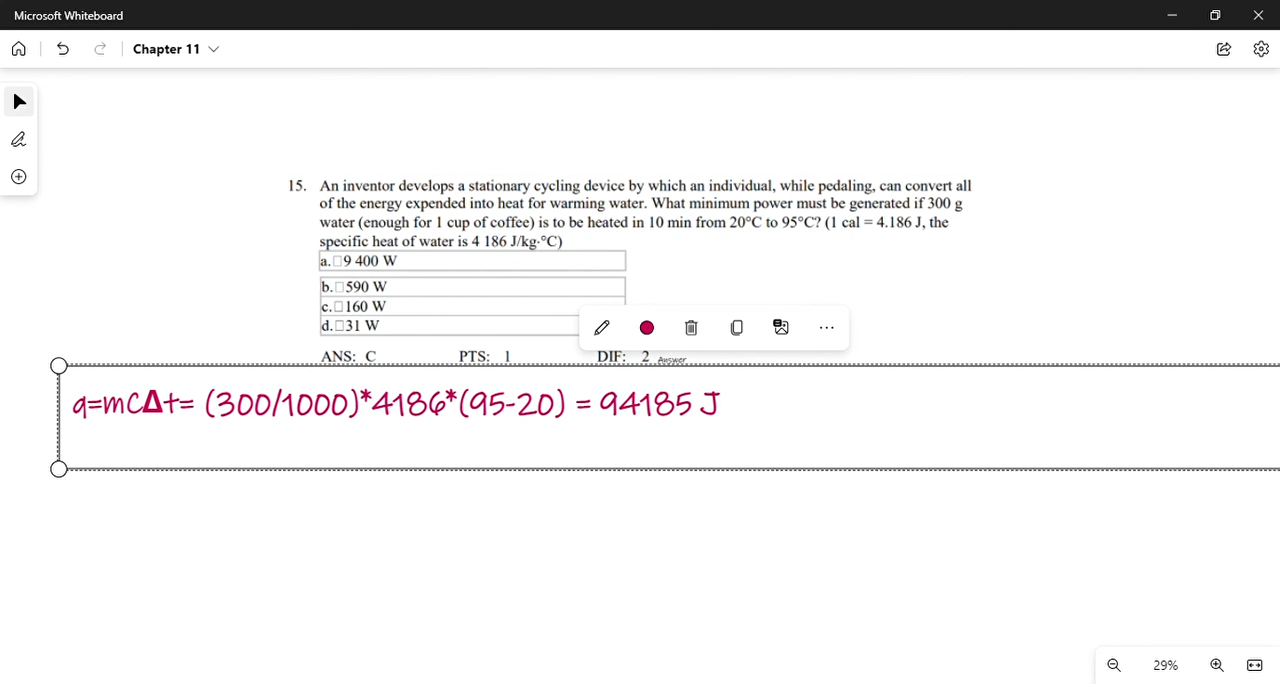 Microsoft Whiteboard
Chapter 11
15. An inventor develops a stationary cycling device by which an individual, while pedaling, can convert all
of the energy expended into heat for warming water. What minimum power must be generated if 300 g
water (enough for 1 cup of coffee) is to be heated in 10 min from 20°C to 95°C? (1 cal = 4.186 J, the
specific heat of water is 4 186 J/kg⋅°C)
a.□9 400 W
b.□590 W
c.□160 W
d.□31 W
ANS: C PTS: 1 DIF: 2 Answer
q=mCΔt= (300/1000)*4186*(95-20) = 94185 J
29%